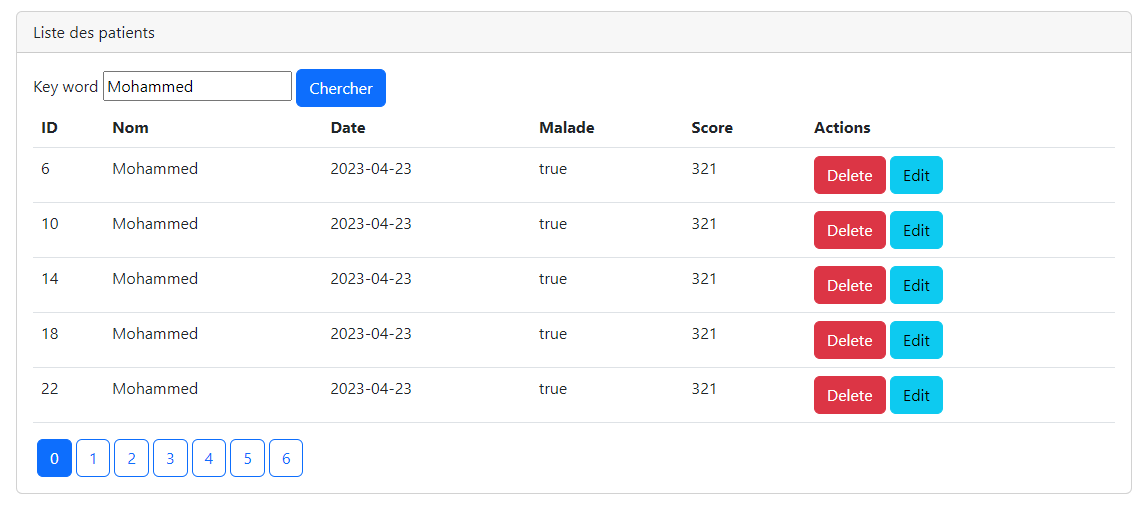 Liste des patients
Key word Mohammed Chercher
ID Nom Date Malade Score Actions
6 Mohammed 2023-04-23 true 321 Delete Edit
10 Mohammed 2023-04-23 true 321 Delete Edit
14 Mohammed 2023-04-23 true 321 Delete Edit
18 Mohammed 2023-04-23 true 321 Delete Edit
22 Mohammed 2023-04-23 true 321 Delete Edit
0 1 2 3 4 5 6